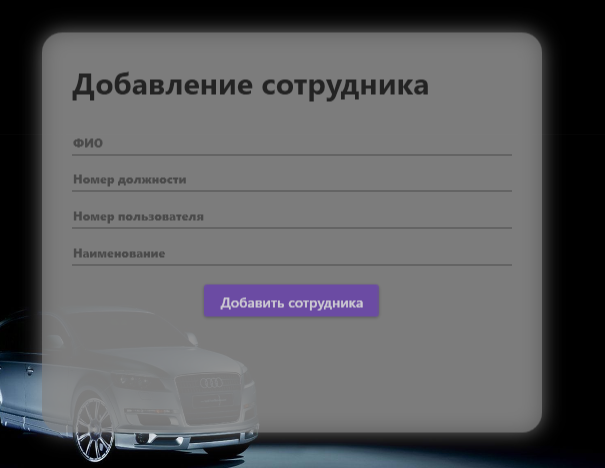 Добавление сотрудника
ФИО
Номер должности
Номер пользователя
Наименование
Добавить сотрудника